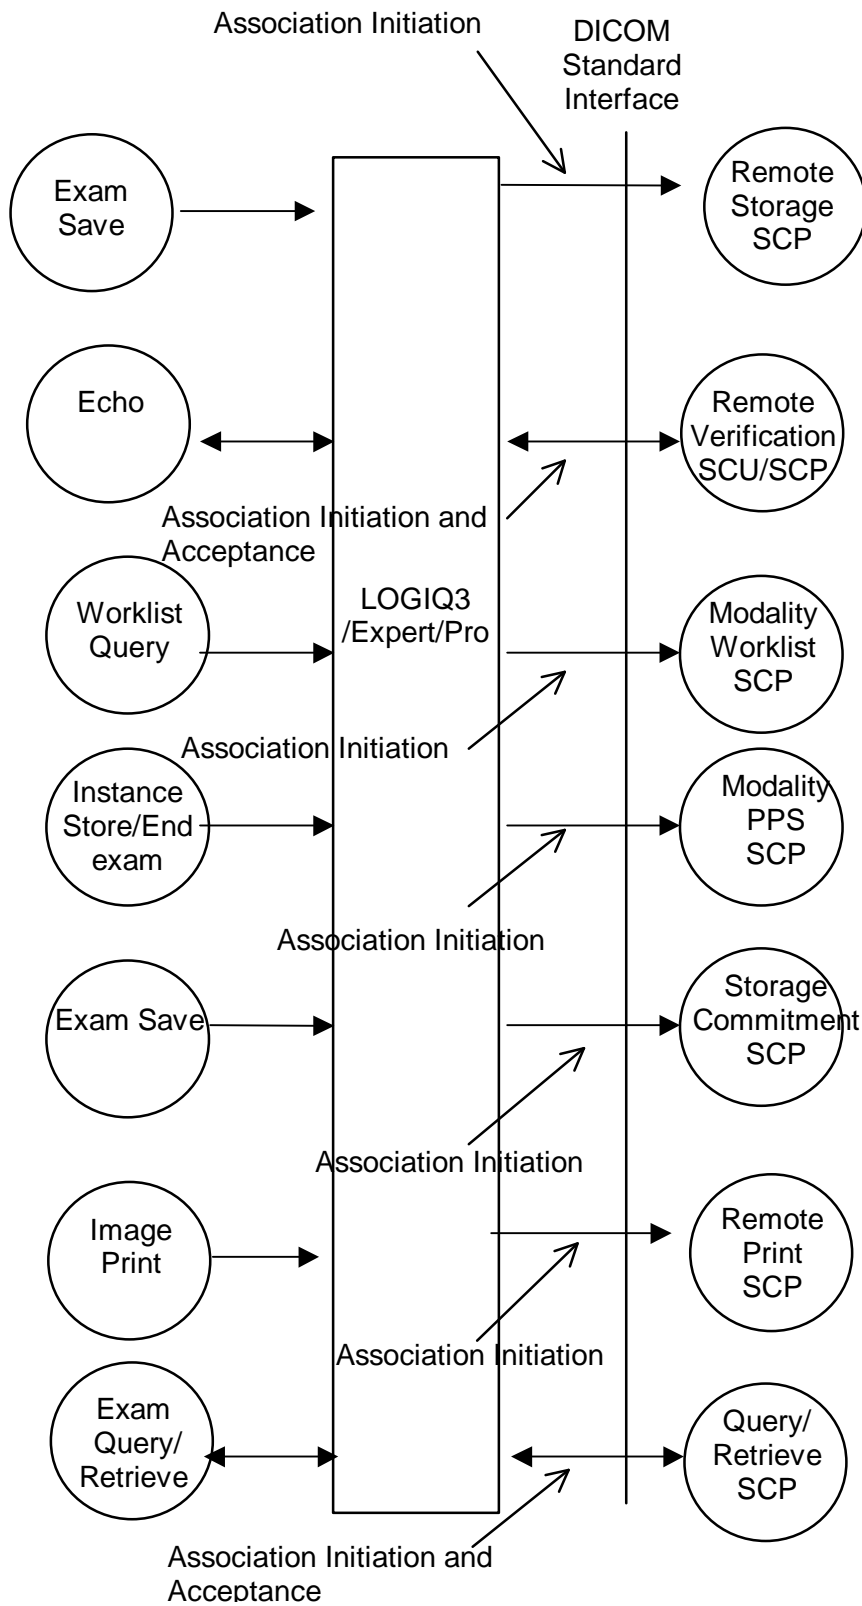 Association Initiation
DICOM
Standard
Interface
Exam
Save
Remote
Storage
SCP
Echo
Remote
Verification
SCU/SCP
Association Initiation and
Acceptance
Worklist
Query
LOGIQ3
/Expert/Pro
Modality
Worklist
SCP
Association Initiation
Instance
Store/End
exam
Modality
PPS
SCP
Association Initiation
Exam Save
Storage
Commitment
SCP
Association Initiation
Image
Print
Remote
Print
SCP
Association Initiation
Exam
Query/
Retrieve
Query/
Retrieve
SCP
Association Initiation and
Acceptance